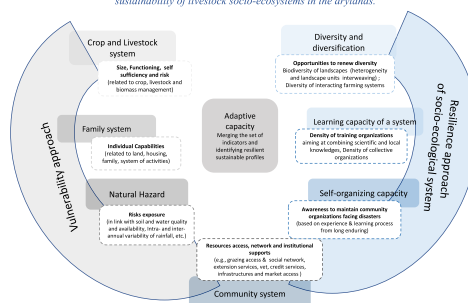 sustainability of livestock socio-ecosystems in the drylands.
Crop and Livestock
system
Size, Functioning, self
sufficiency and risk
(related to crop, livestock and
biomass management)
Family system
Individual Capabilities
(related to land, housing,
family, system of activities)
Natural Hazard
Risks exposure
(in link with soil and water quality
and availability, Intra- and inter-
annual variability of rainfall, etc.)
Vulnerability approach
Adaptive
capacity
Merging the set of
indicators and
identifying resilient
sustainable profiles
Resources access, network and institutional
supports
(e.g., grazing access & social network,
extension services, vet, credit services,
infrastructures and market access )
Community system
Diversity and
diversification
Opportunities to renew diversity
Biodiversity of landscapes (heterogeneity
and landscape units interweaving) ;
Diversity of interacting farming systems
Learning capacity of a system
Density of training organizations
aiming at combining scientific and local
knowledges, Density of collective
organizations
Self-organizing capacity
Awareness to maintain community
organizations facing disasters
(based on experience & learning process
from long enduring)
Resilience approach
of socio-ecological system